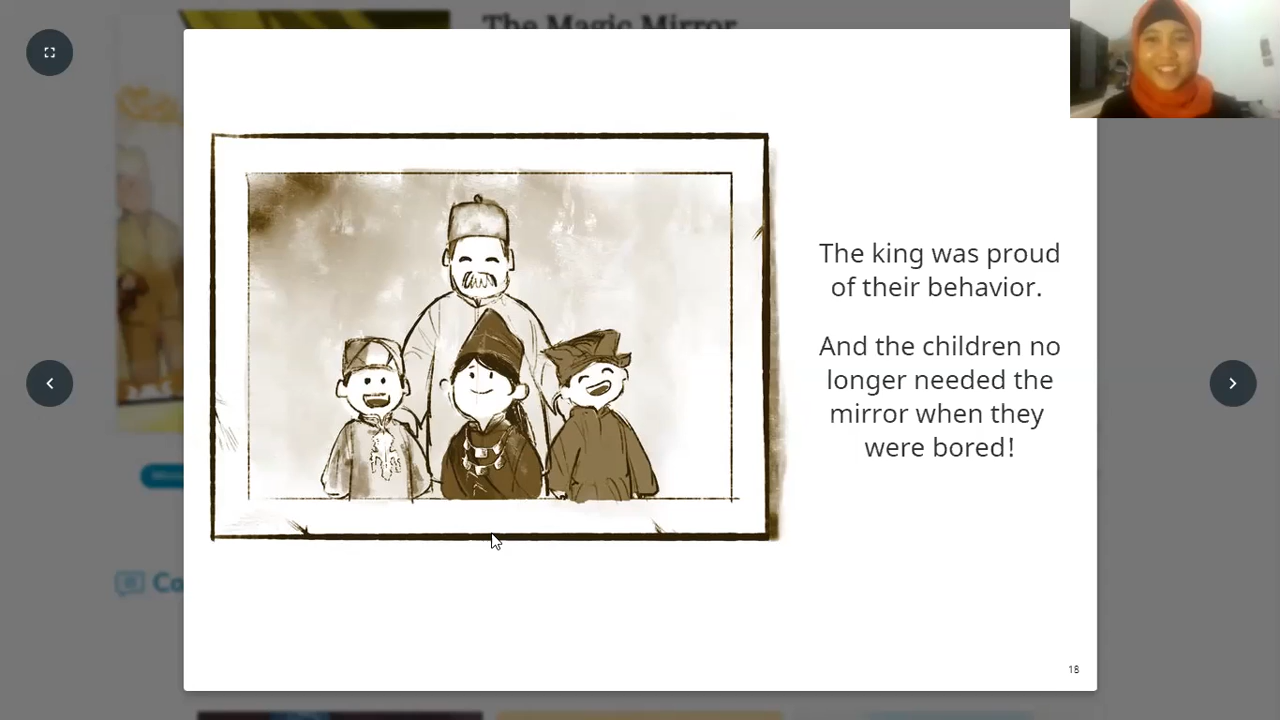 The Magic Mirror
The king was proud
of their behavior.
And the children no
longer needed the
mirror when they
were bored!
Co
18